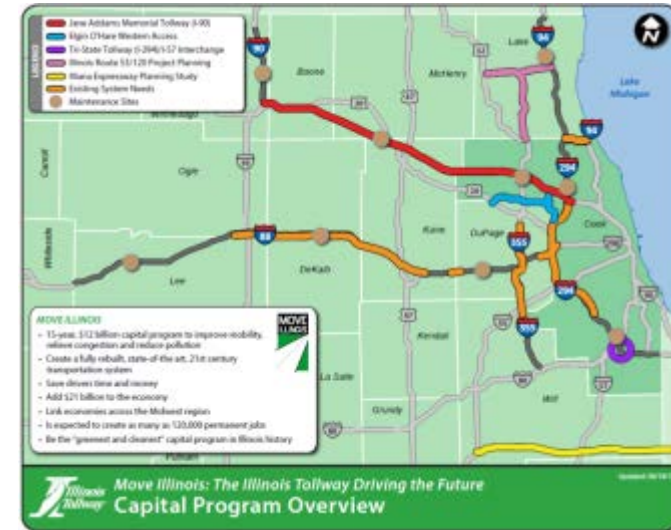 LEGEND
Jane Addams Memorial Tollway (I-90)
Elgin O'Hare Western Access
Tri-State Tollway (I-294)/I-57 Interchange
Illinois Route 53/120 Project Planning
Illiana Expressway Planning Study
Existing System Needs
Maintenance Sites
N
90
Boone
McHenry
Lake
94
Lake
Michigan
Winnebago
94
Carroll
Ogle
294
Whiteside
Lee
88
DeKalb
Kane
DuPage
355
Cook
294
355
Kendall
La Salle
Grundy
Will
Putnam
MOVE ILLINOIS
MOVE
ILLINOIS
- 15-year, $12 billion capital program to improve mobility,
relieve congestion and reduce pollution
- Create a fully rebuilt, state-of-the art, 21st century
transportation system
- Save drivers time and money
- Add $21 billion to the economy
- Link economies across the Midwest region
- Is expected to create as many as 120,000 permanent jobs
- Be the "greenest and cleanest" capital program in Illinois history
Illinois
Tollway
Move Illinois: The Illinois Tollway Driving the Future
Capital Program Overview